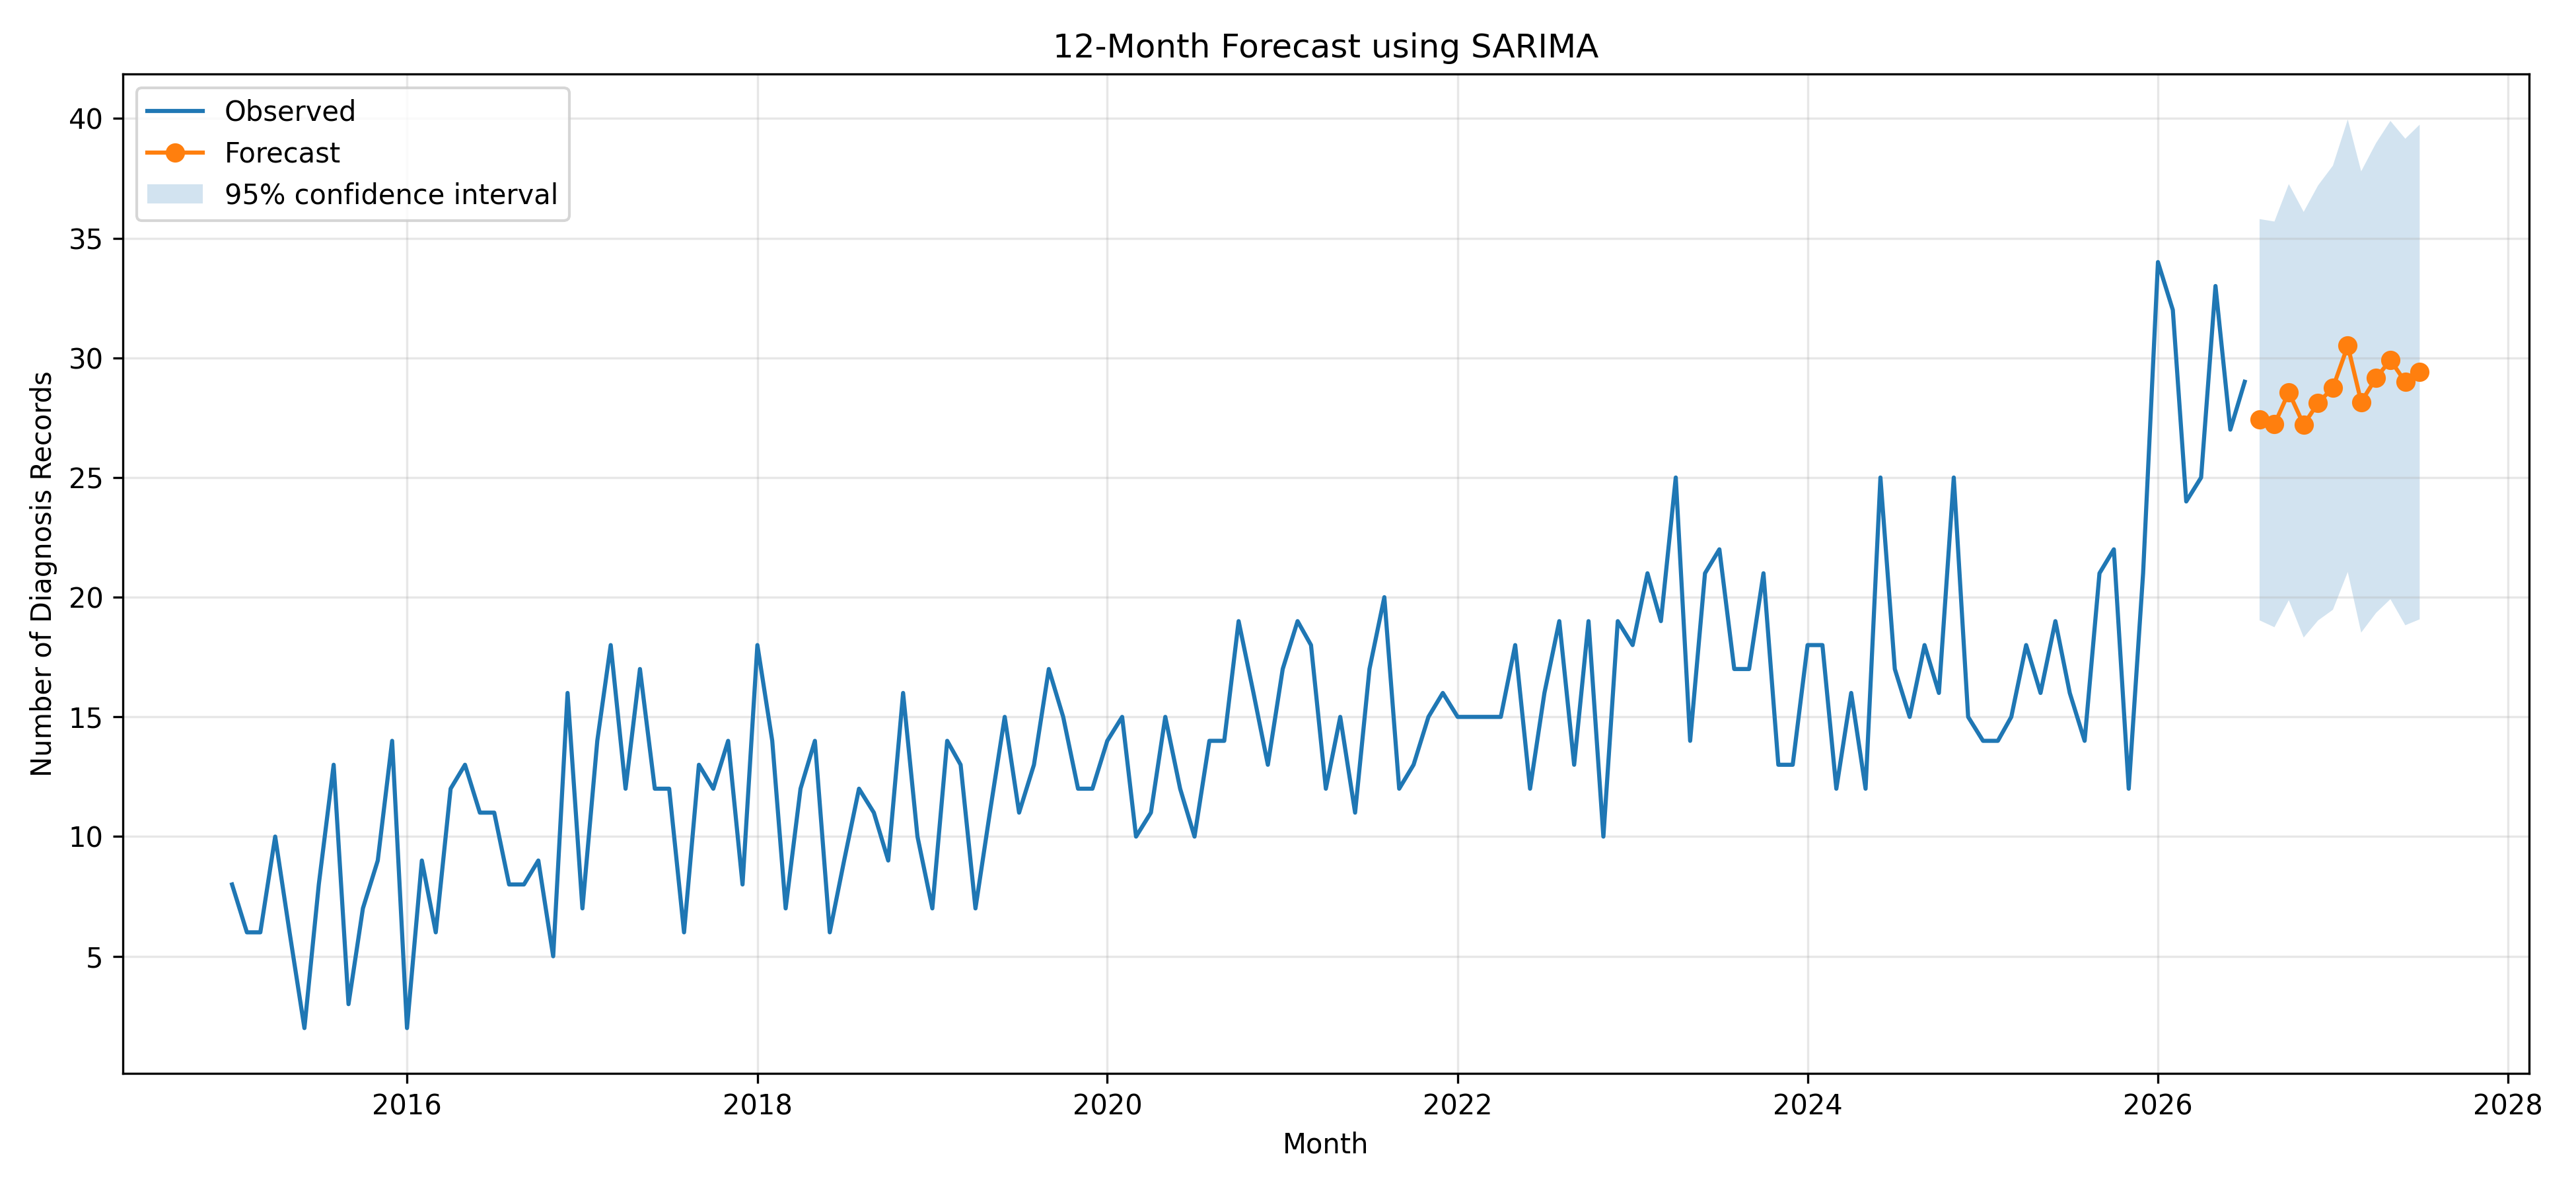 12-Month Forecast using SARIMA
Observed
Forecast
95% confidence interval
Number of Diagnosis Records
40
35
30
25
20
15
10
5
2016
2018
2020
2022
2024
2026
2028
Month